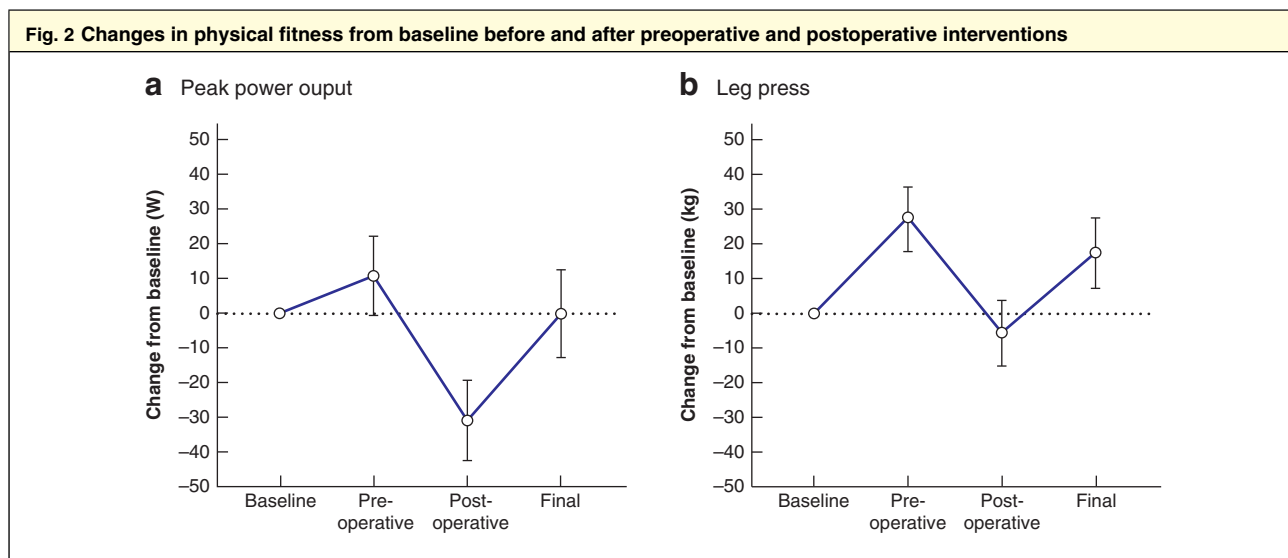 Fig. 2 Changes in physical fitness from baseline before and after preoperative and postoperative interventions
a Peak power ouput
Change from baseline (W)
50
40
30
20
10
0
–10
–20
–30
–40
–50
Baseline Pre- Post- Final
operative operative
b Leg press
Change from baseline (kg)
50
40
30
20
10
0
–10
–20
–30
–40
–50
Baseline Pre- Post- Final
operative operative